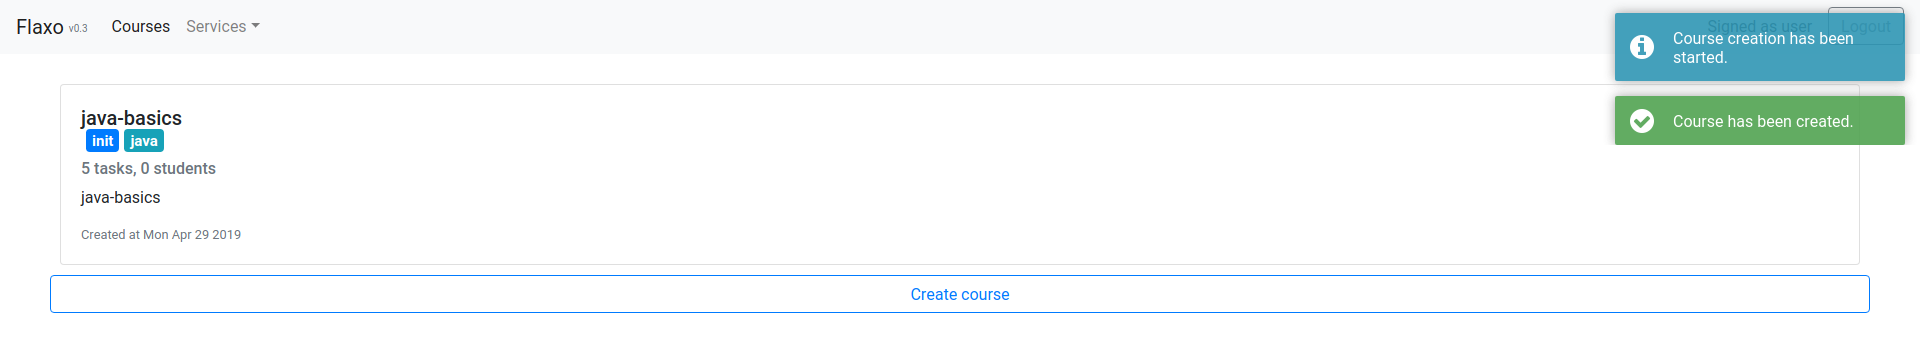 Flaxo v0.3 Courses Services Signed as user Logout
Course creation has been
started.
Course has been created.
java-basics
init java
5 tasks, 0 students
java-basics
Created at Mon Apr 29 2019
Create course